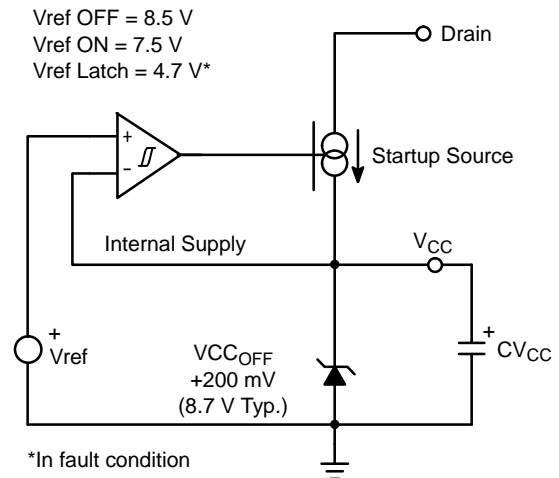 Vref OFF = 8.5 V
Vref ON = 7.5 V
Vref Latch = 4.7 V*
Drain
+
−
Startup Source
Internal Supply
VCC
+
Vref
VCCOFF
+200 mV
(8.7 V Typ.)
+
CVCC
*In fault condition